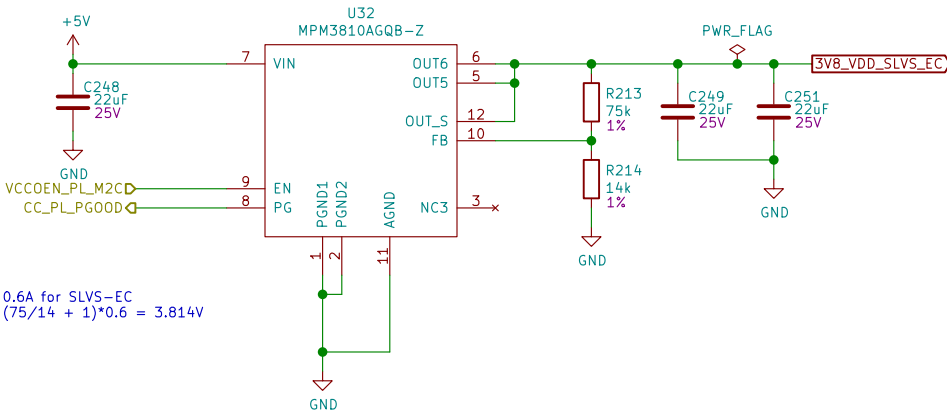 +5V
U32
MPM3810AGQB-Z
PWR_FLAG
7
VIN
OUT6
6
3V8_VDD_SLVS_EC
OUT5
5
C248
22uF
25V
R213
75k
1%
C249
22uF
25V
C251
22uF
25V
OUT_S
12
FB
10
GND
R214
14k
1%
VCCOEN_PL_M2C
9
EN
CC_PL_PGOOD
8
PG
NC3
3
PGND1
PGND2
AGND
GND
1
2
11
GND
0.6A for SLVS-EC
(75/14 + 1)*0.6 = 3.814V
GND